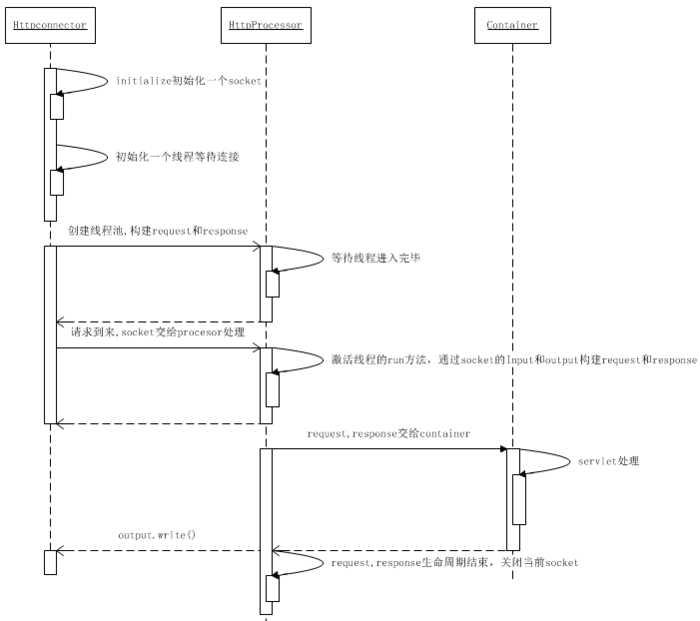 Httpconnector
HttpProcessor
Container
initialize初始化一个socket
初始化一个线程等待连接
创建线程池,构建request和response
等待线程进入完毕
请求到来,socket交给procesor处理
激活线程的run方法, 通过socket的Input和output构建request和response
request,response交给container
servlet处理
output.write()
request,response生命周期结束, 关闭当前socket